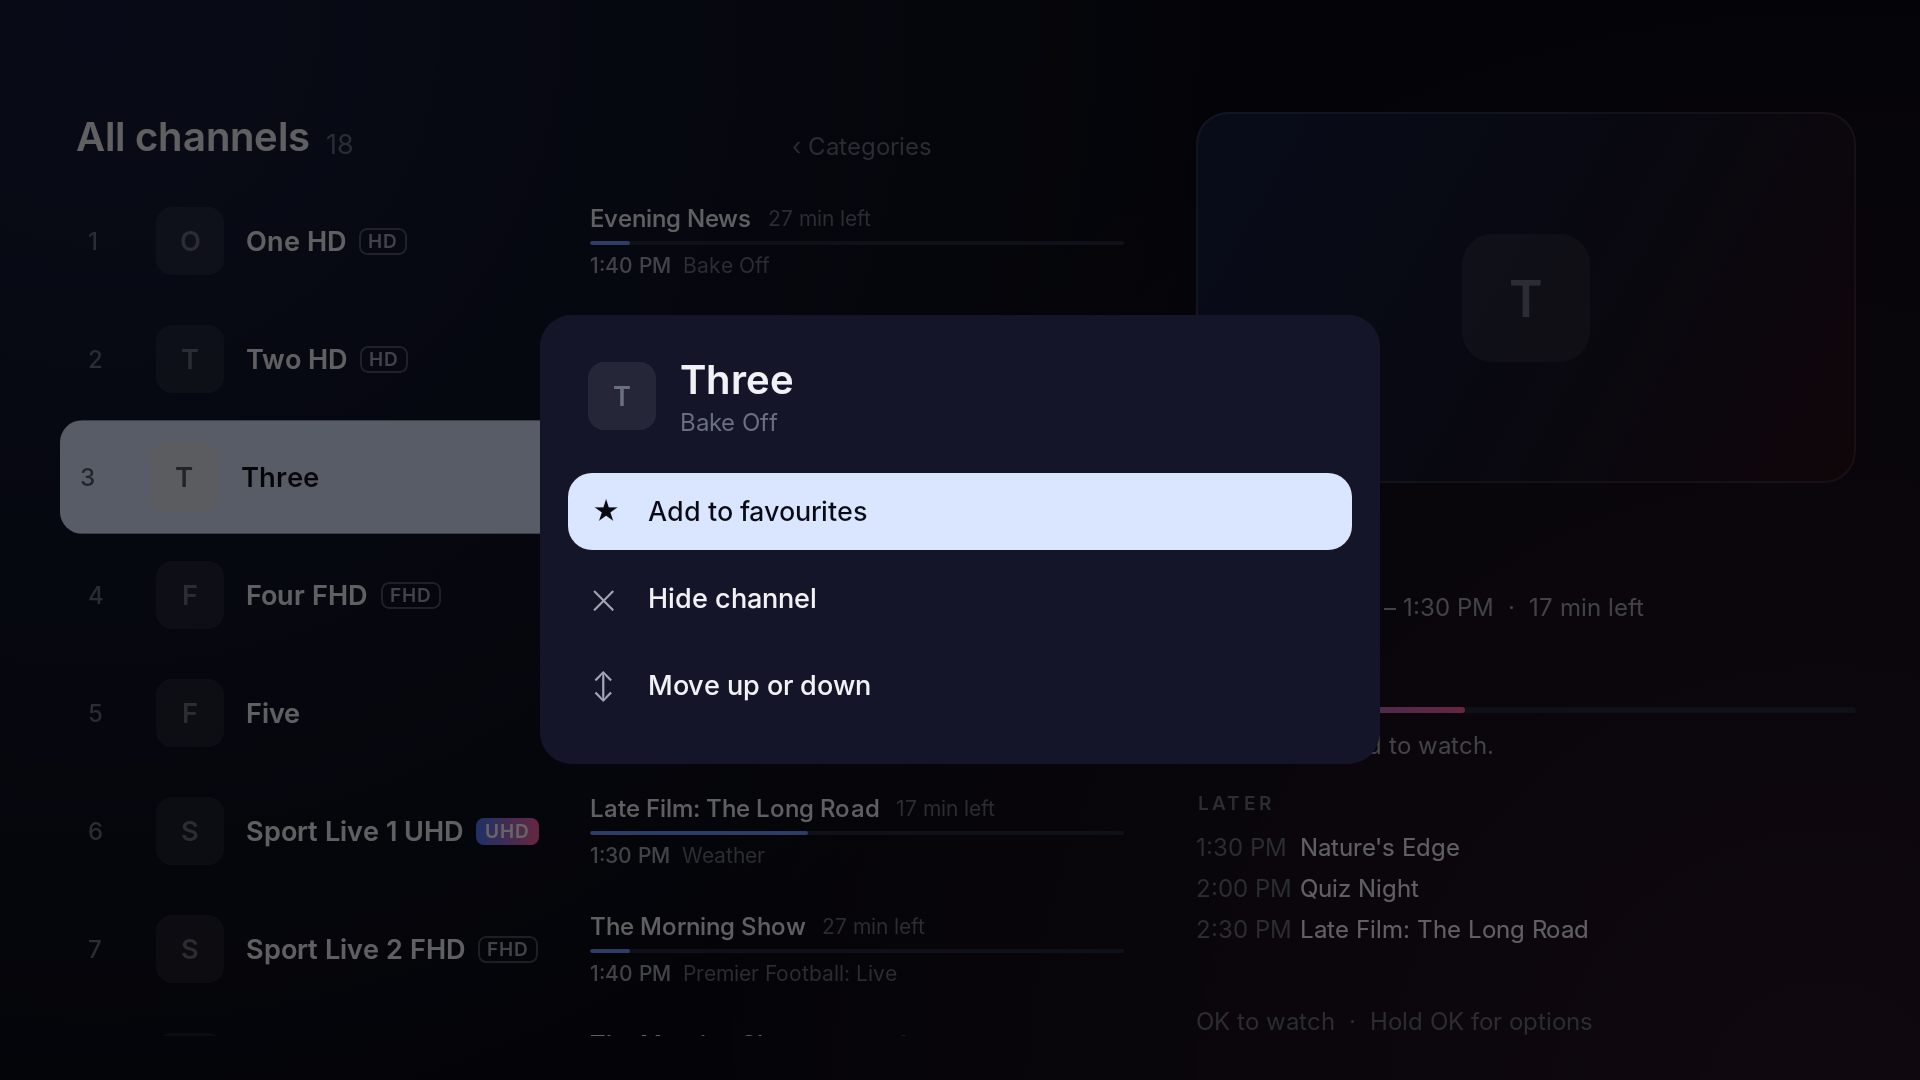 All channels 18
‹ Categories
1 O One HD HD
Evening News 27 min left
1:40 PM Bake Off
2 T Two HD HD
3 T Three
4 F Four FHD FHD
5 F Five
6 S Sport Live 1 UHD UHD
Late Film: The Long Road 17 min left
1:30 PM Weather
7 S Sport Live 2 FHD FHD
The Morning Show 27 min left
1:40 PM Premier Football: Live
T
Three
Bake Off
★ Add to favourites
Hide channel
Move up or down
T
– 1:30 PM · 17 min left
to watch.
LATER
1:30 PM Nature's Edge
2:00 PM Quiz Night
2:30 PM Late Film: The Long Road
OK to watch · Hold OK for options